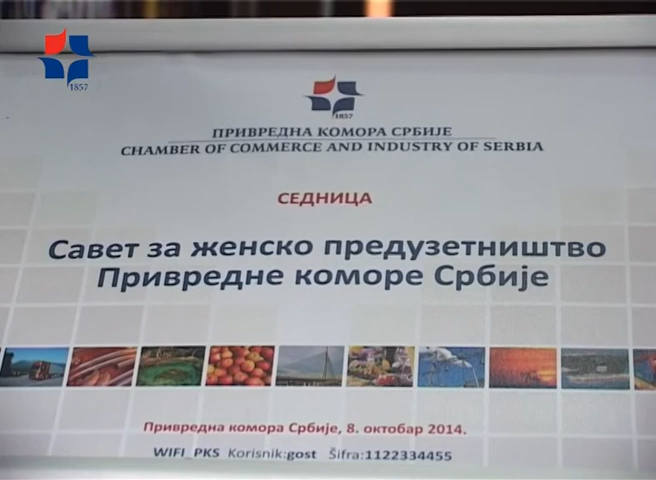 1857
1857
ПРИВРЕДНА КОМОРА СРБИЈЕ
CHAMBER OF COMMERCE AND INDUSTRY OF SERBIA
СЕДНИЦА
Савет за женско предузетништво
Привредне коморе Србије
Привредна комора Србије, 8. октобар 2014.
WIFI_PKS Korisnik:gost Šifra:1122334455